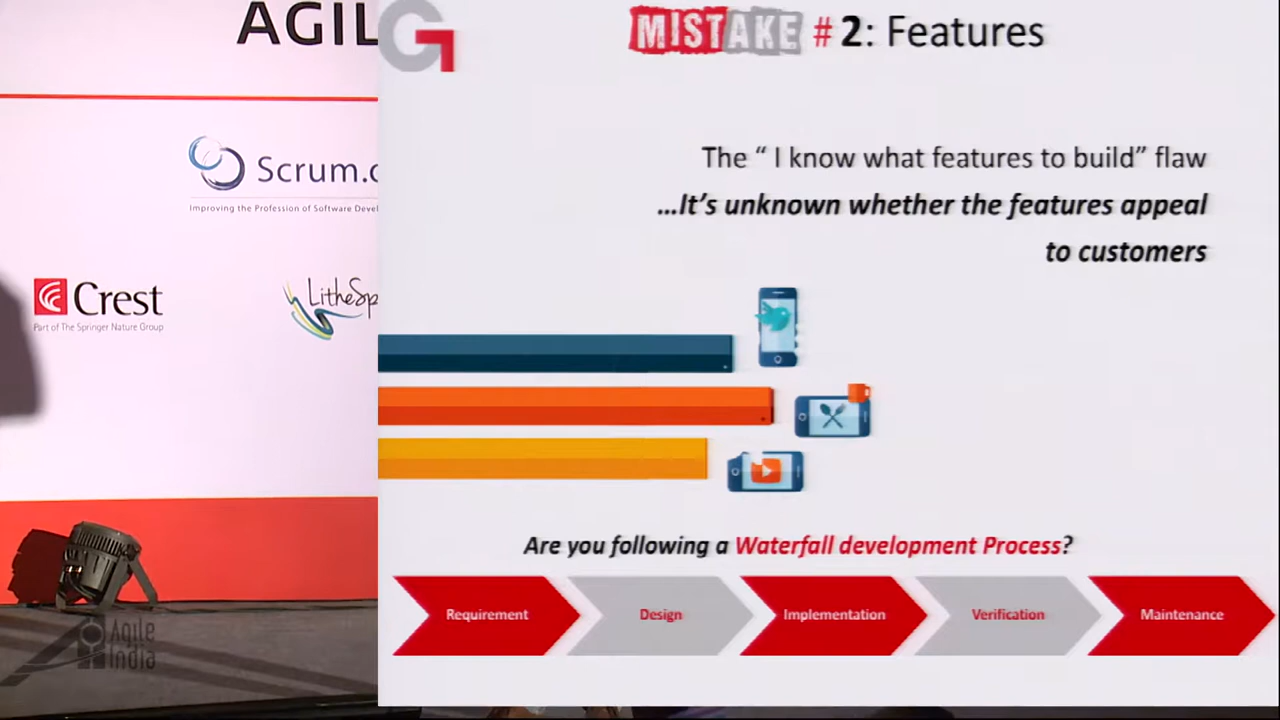 AGIL
Scrum.c
Improving the Profession of Software Devel
Crest
Part of The Springer Nature Group
LitheSp
Agile
India
G
MISTAKE # 2: Features
The “ I know what features to build” flaw
...It’s unknown whether the features appeal
to customers
Are you following a Waterfall development Process?
Requirement
Design
Implementation
Verification
Maintenance